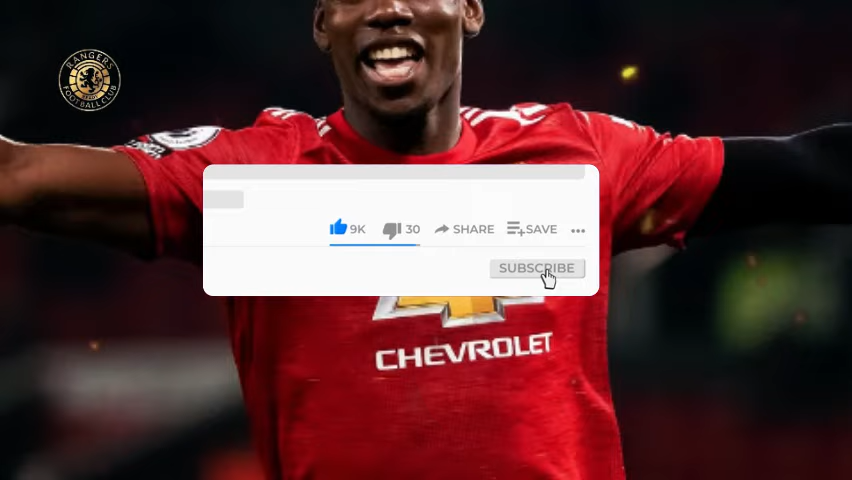 RANGERS
FOOTBALL CLUB
9K
30
SHARE
SAVE
SUBSCRIBE
CHEVROLET